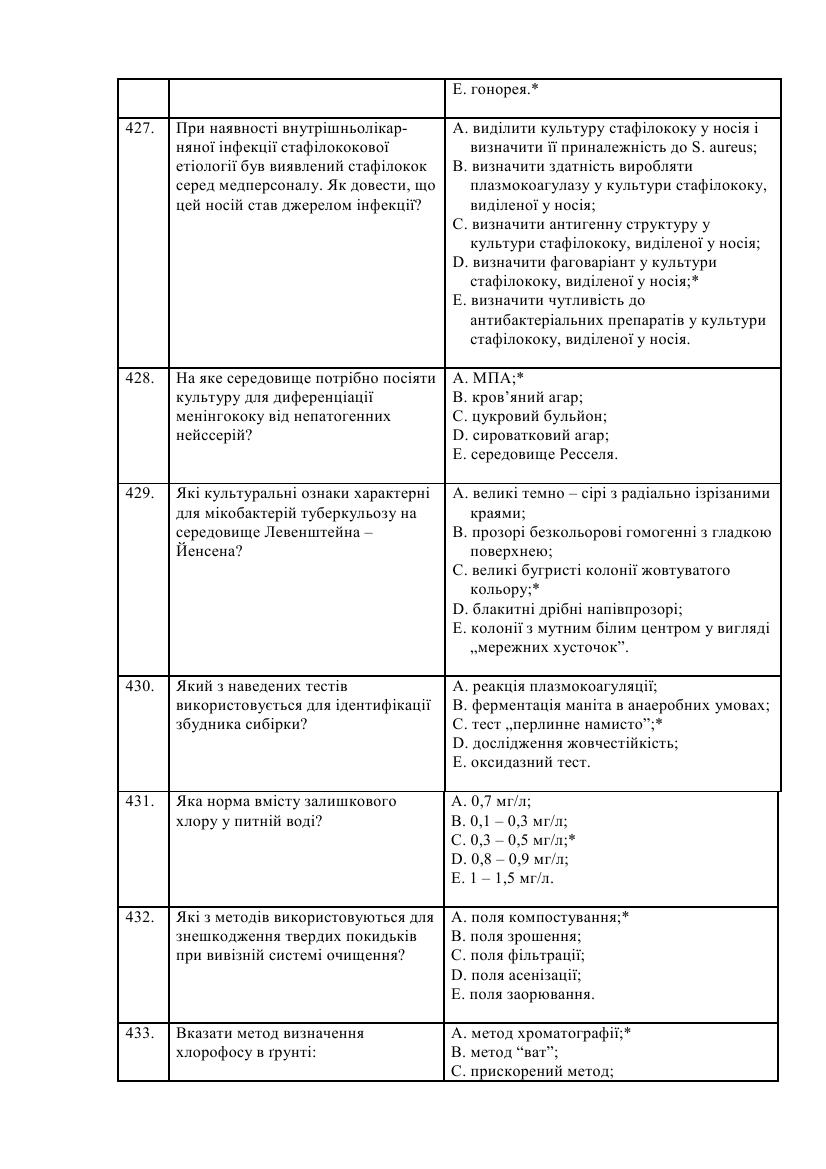 E. гонорея.*
427.
При наявності внутрішньолікар-
няної інфекції стафілококової
етіології був виявлений стафілокок
серед медперсоналу. Як довести, що
цей носій став джерелом інфекції?
A. виділити культуру стафілококу у носія і
визначити її приналежність до S. aureus;
B. визначити здатність виробляти
плазмокоагулазу у культури стафілококу,
виділеної у носія;
C. визначити антигенну структуру у
культури стафілококу, виділеної у носія;
D. визначити фаговаріант у культури
стафілококу, виділеної у носія;*
E. визначити чутливість до
антибактеріальних препаратів у культури
стафілококу, виділеної у носія.
428.
На яке середовище потрібно посіяти
культуру для диференціації
менінгококу від непатогенних
нейссерій?
A. МПА;*
B. кров’яний агар;
C. цукровий бульйон;
D. сироватковий агар;
E. середовище Ресселя.
429.
Які культуральні ознаки характерні
для мікобактерій туберкульозу на
середовище Левенштейна –
Йенсена?
A. великі темно – сірі з радіально ізрізаними
краями;
B. прозорі безкольорові гомогенні з гладкою
поверхнею;
C. великі бугристі колонії жовтуватого
кольору;*
D. блакитні дрібні напівпрозорі;
E. колонії з мутним білим центром у вигляді
„мережних хусточок”.
430.
Який з наведених тестів
використовується для ідентифікації
збудника сибірки?
A. реакція плазмокоагуляції;
B. ферментація маніта в анаеробних умовах;
C. тест „перлинне намисто”;*
D. дослідження жовчестійкість;
E. оксидазний тест.
431.
Яка норма вмісту залишкового
хлору у питній воді?
A. 0,7 мг/л;
B. 0,1 – 0,3 мг/л;
C. 0,3 – 0,5 мг/л;*
D. 0,8 – 0,9 мг/л;
E. 1 – 1,5 мг/л.
432.
Які з методів використовуються для
знешкодження твердих покидьків
при вивізній системі очищення?
A. поля компостування;*
B. поля зрошення;
C. поля фільтрації;
D. поля асенізації;
E. поля заорювання.
433.
Вказати метод визначення
хлорофосу в ґрунті:
A. метод хроматографії;*
B. метод “ват”;
C. прискорений метод;